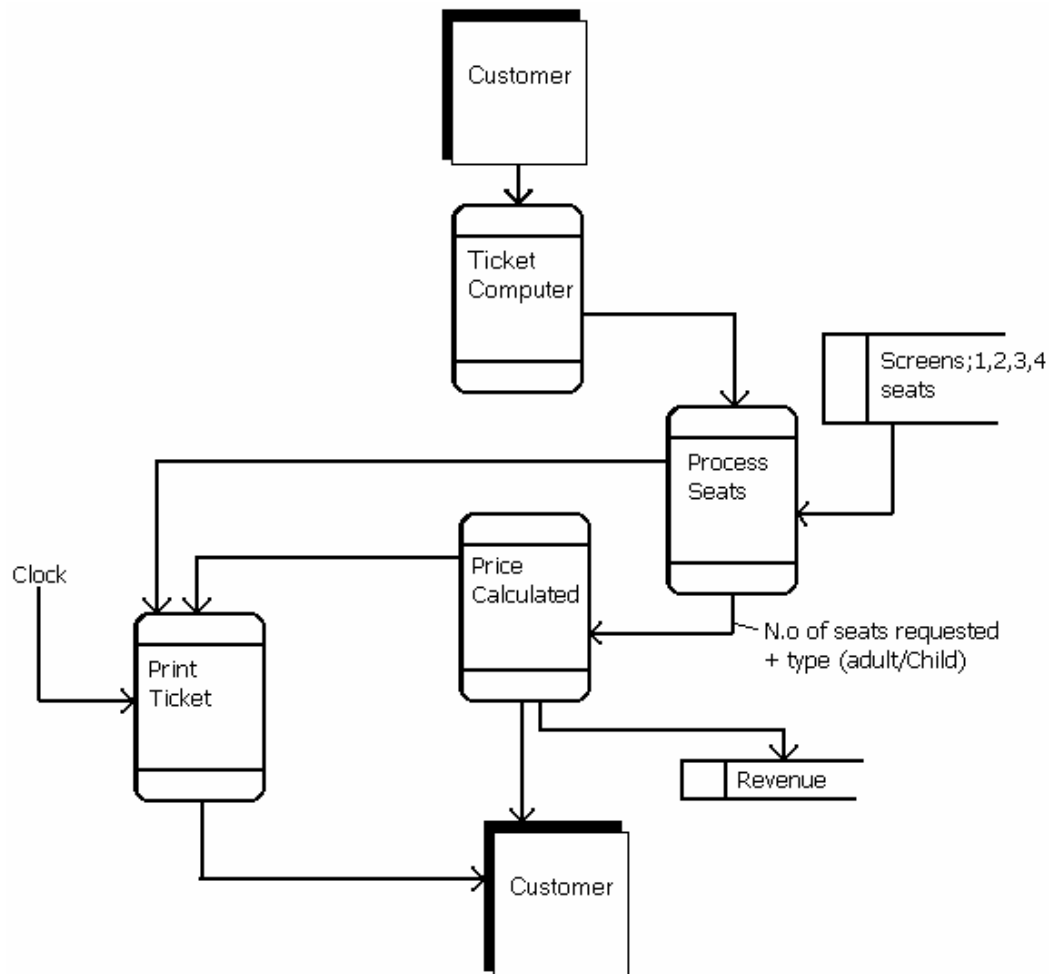 Customer
Ticket
Computer
Screens;1,2,3,4
seats
Process
Seats
Price
Calculated
Clock
N.o of seats requested
+ type (adult/Child)
Print
Ticket
Revenue
Customer